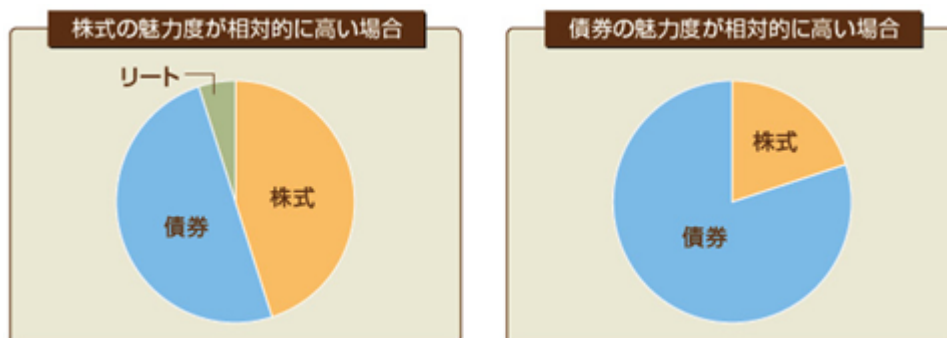 株式の魅力度が相対的に高い場合
リート
株式
債券
債券の魅力度が相対的に高い場合
株式
債券